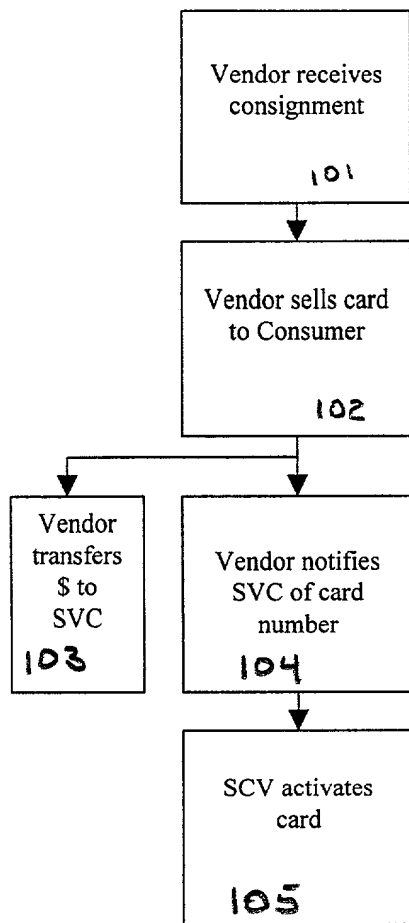 Vendor receives
consignment
101
Vendor sells card
to Consumer
102
Vendor
transfers
$ to
SVC
103
Vendor notifies
SVC of card
number
104
SCV activates
card
105